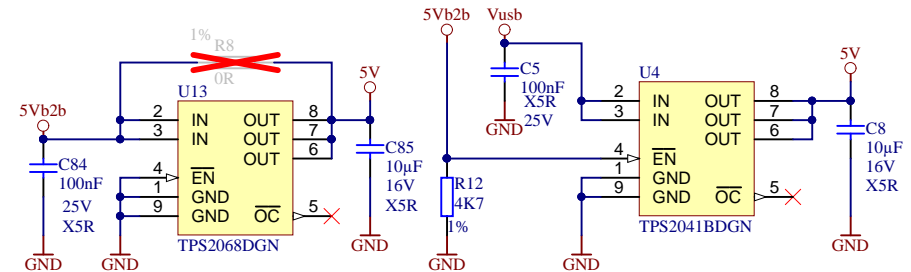 1%
R8
0R
5Vb2b
C84
100nF
25V
X5R
GND
U13
2 IN OUT 8
3 IN OUT 7
OUT 6
4 EN
1 GND
9 GND OC 5
TPS2068DGN
GND
5V
C85
10µF
16V
X5R
GND
5Vb2b
R12
4K7
1%
GND
Vusb
C5
100nF
X5R
25V
GND
U4
2 IN OUT 8
3 IN OUT 7
OUT 6
4 EN
1 GND
9 GND OC 5
TPS2041BDGN
GND
5V
C8
10µF
16V
X5R
GND